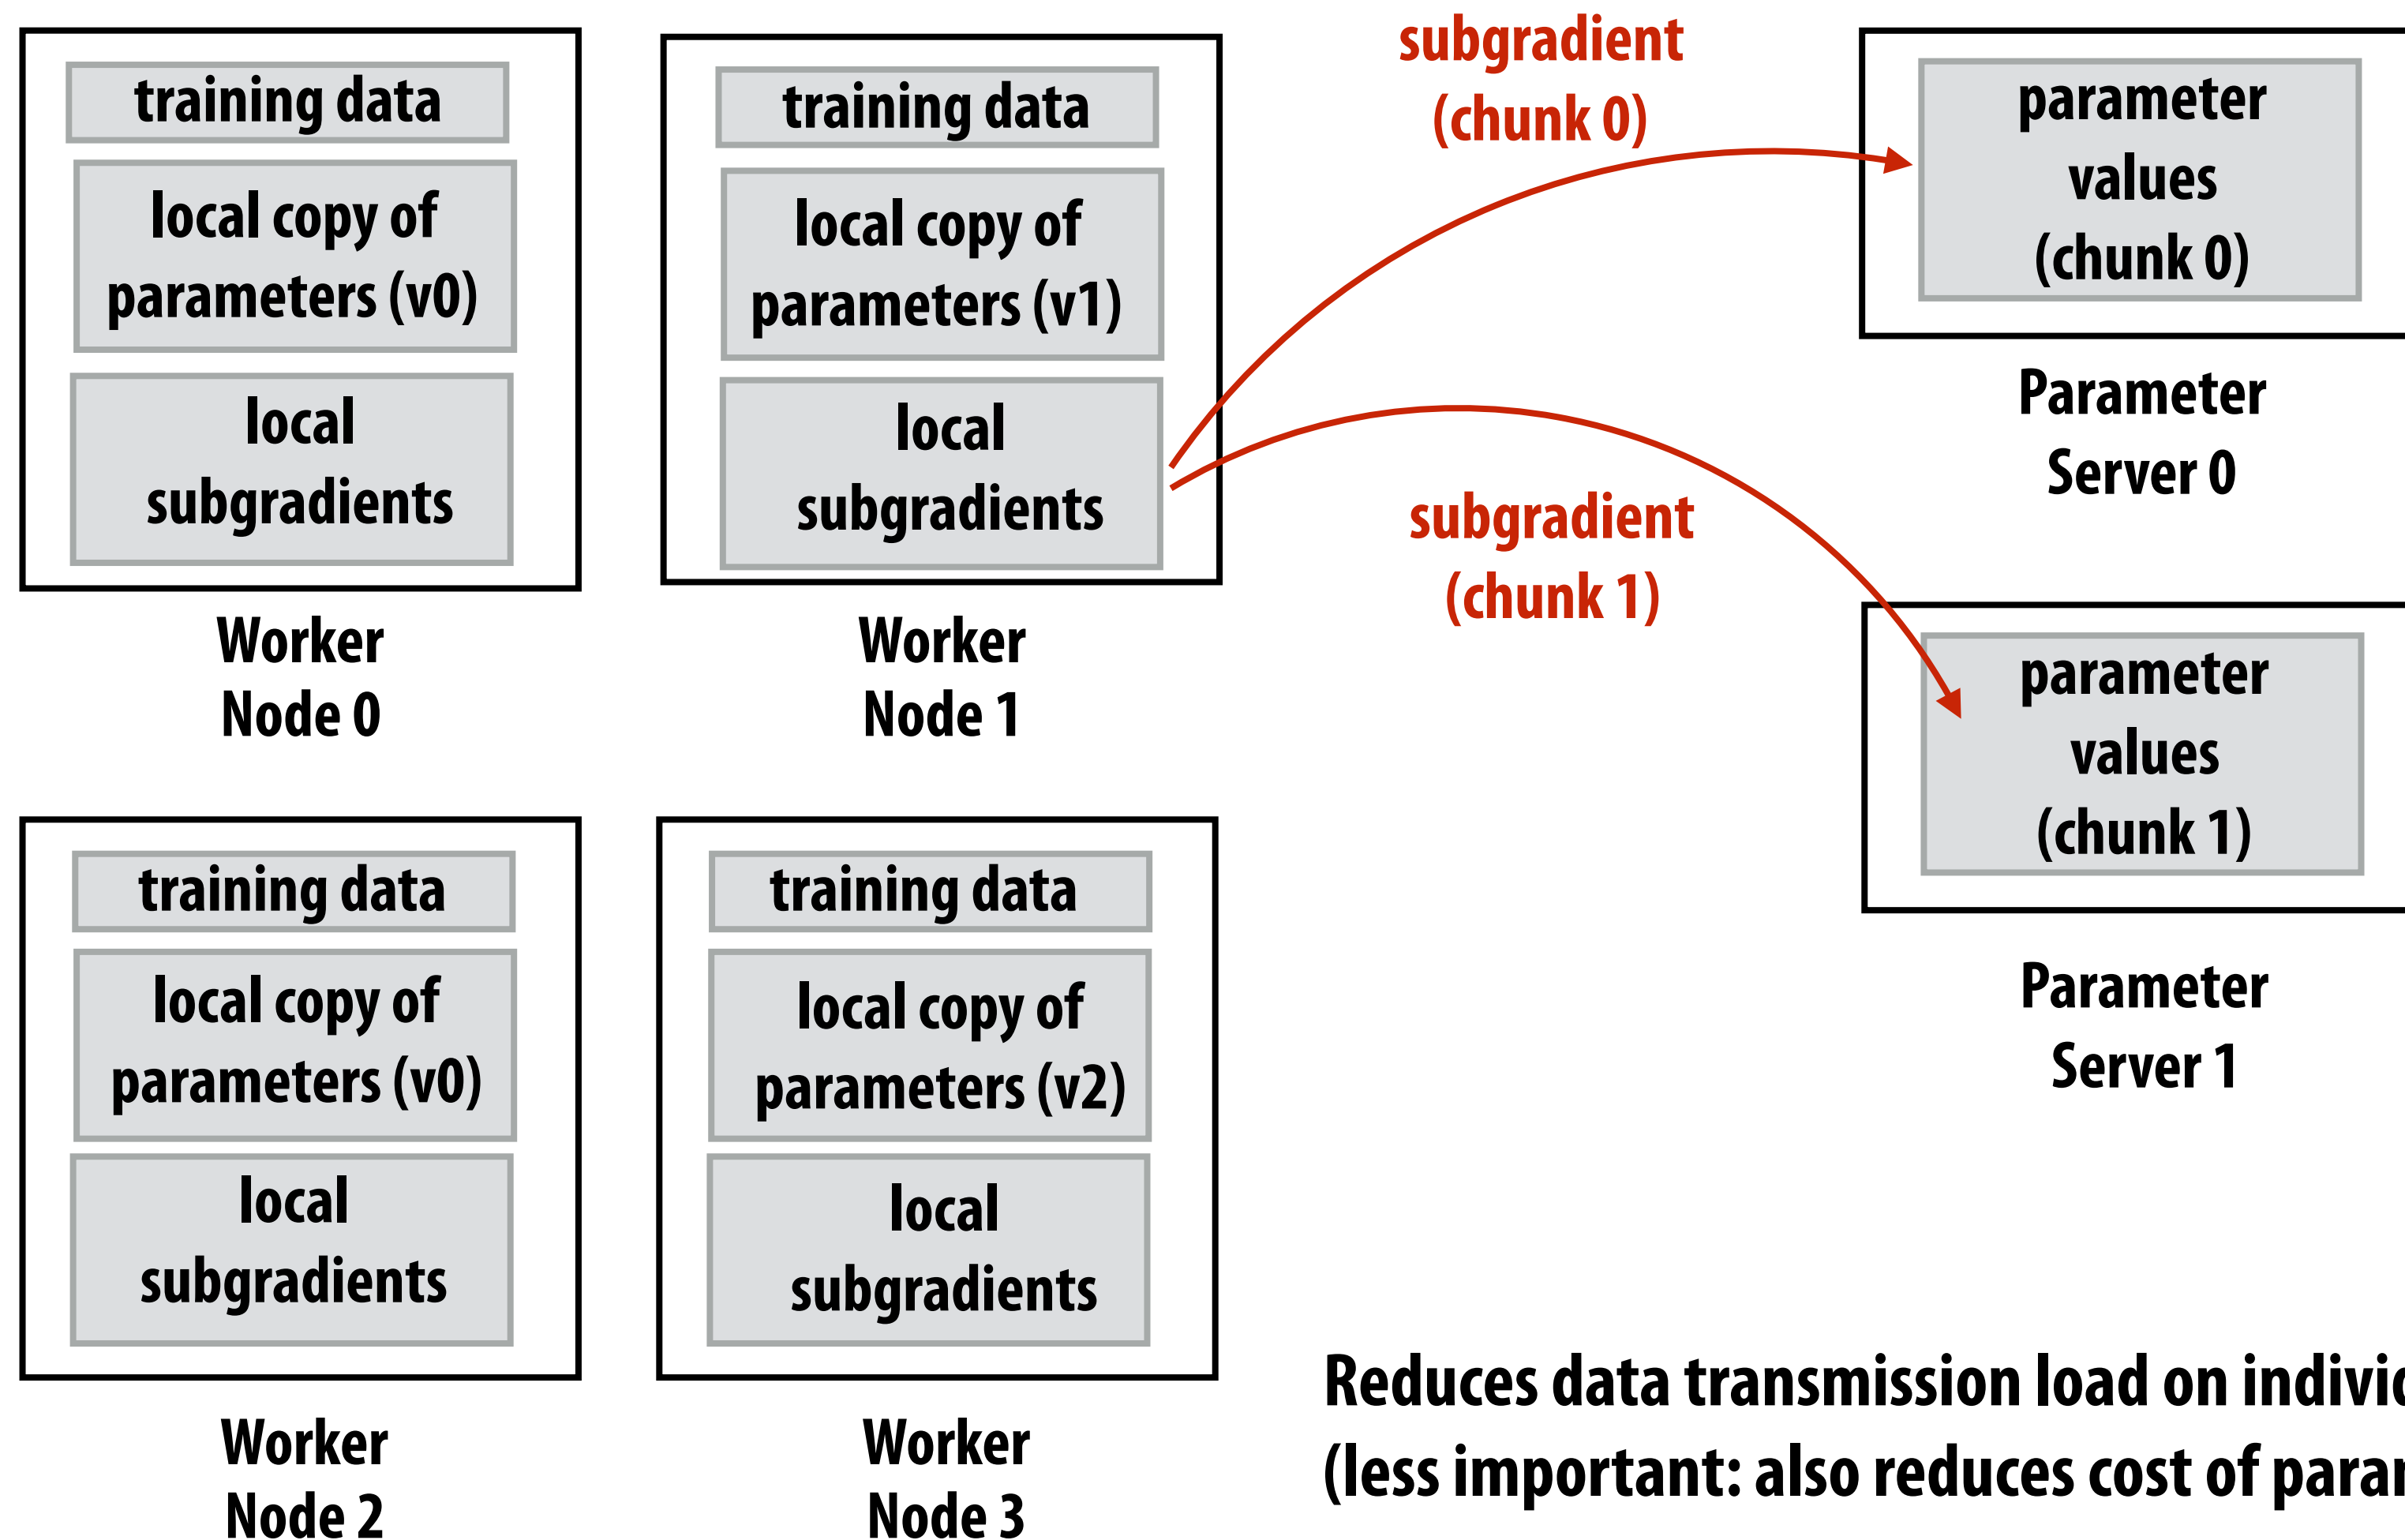 training data
local copy of
parameters (v0)
local
subgradients
Worker
Node 0
training data
local copy of
parameters (v1)
local
subgradients
Worker
Node 1
subgradient
(chunk 0)
subgradient
(chunk 1)
parameter
values
(chunk 0)
Parameter
Server 0
parameter
values
(chunk 1)
Parameter
Server 1
training data
local copy of
parameters (v0)
local
subgradients
Worker
Node 2
training data
local copy of
parameters (v2)
local
subgradients
Worker
Node 3
Reduces data transmission load on
(less important: also reduces cost of